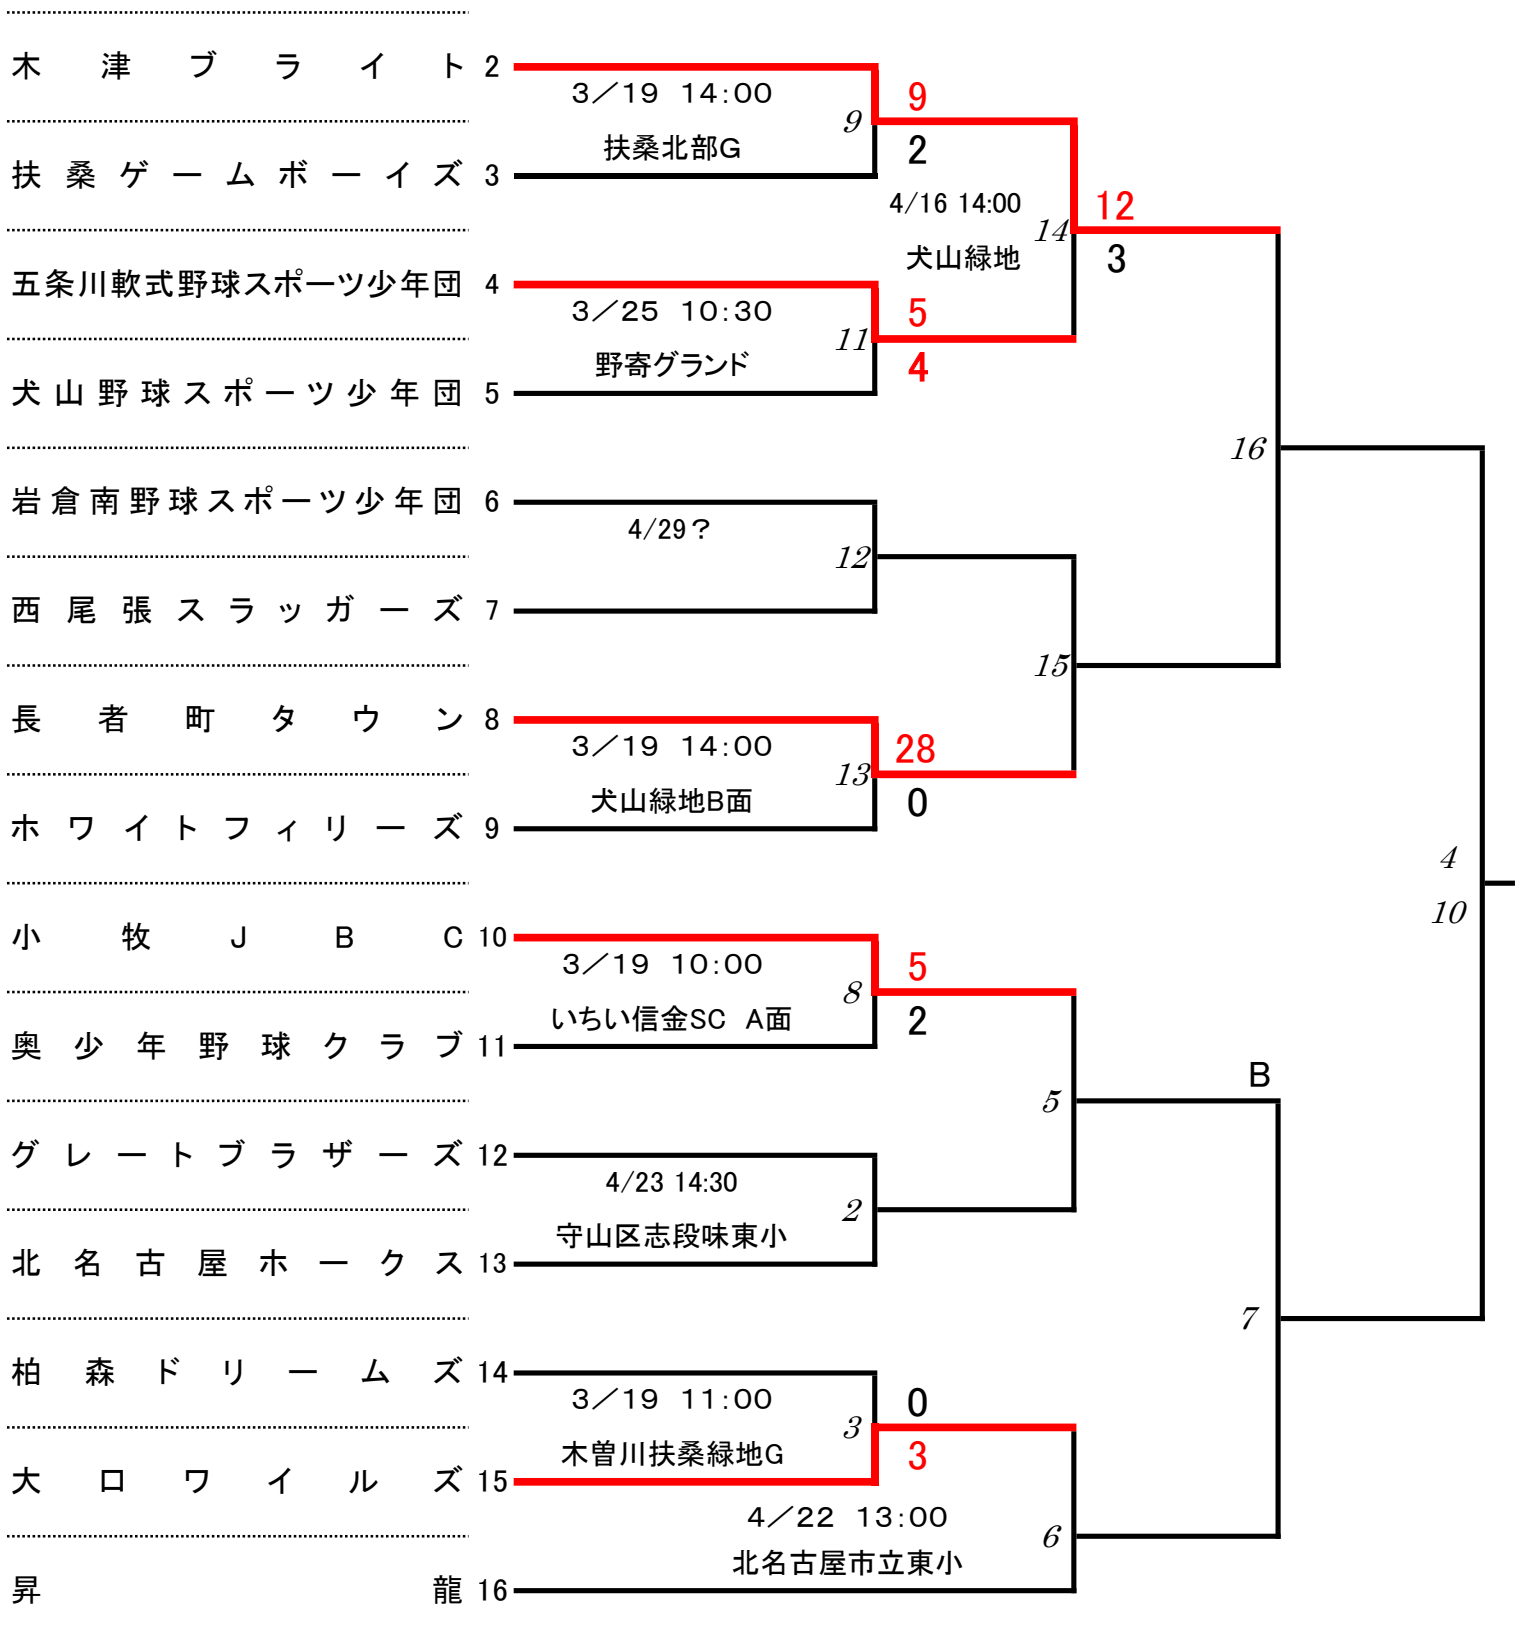 木津ブライト 2
3／19 14:00
9
9
扶桑北部G
2
扶桑ゲームボーイズ 3
4/16 14:00
14
12
犬山緑地
3
五条川軟式野球スポーツ少年団 4
3／25 10:30
11
5
野寄グランド
4
犬山野球スポーツ少年団 5
16
岩倉南野球スポーツ少年団 6
4/29？
12
西尾張スラッガーズ 7
15
長者町タウン 8
3／19 14:00
13
28
犬山緑地B面
0
ホワイトフィリーズ 9
4
10
小牧JBC 10
3／19 10:00
8
5
いちい信金SC A面
2
奥少年野球クラブ 11
B
5
グレートブラザーズ 12
4/23 14:30
2
守山区志段味東小
北名古屋ホークス 13
7
柏森ドリームズ 14
3／19 11:00
3
0
木曽川扶桑緑地G
3
大口ワイルズ 15
4／22 13:00
6
北名古屋市立東小
昇龍 16